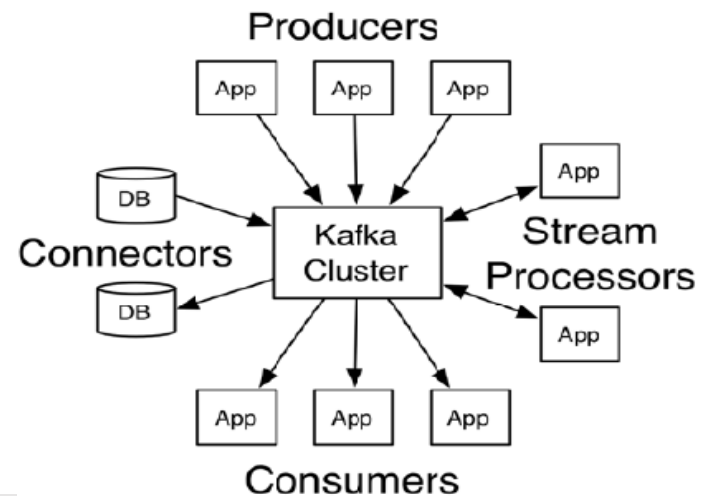 Producers
App
App
App
App
DB
Kafka
Cluster
Stream
Processors
Connectors
DB
App
App
App
App
Consumers